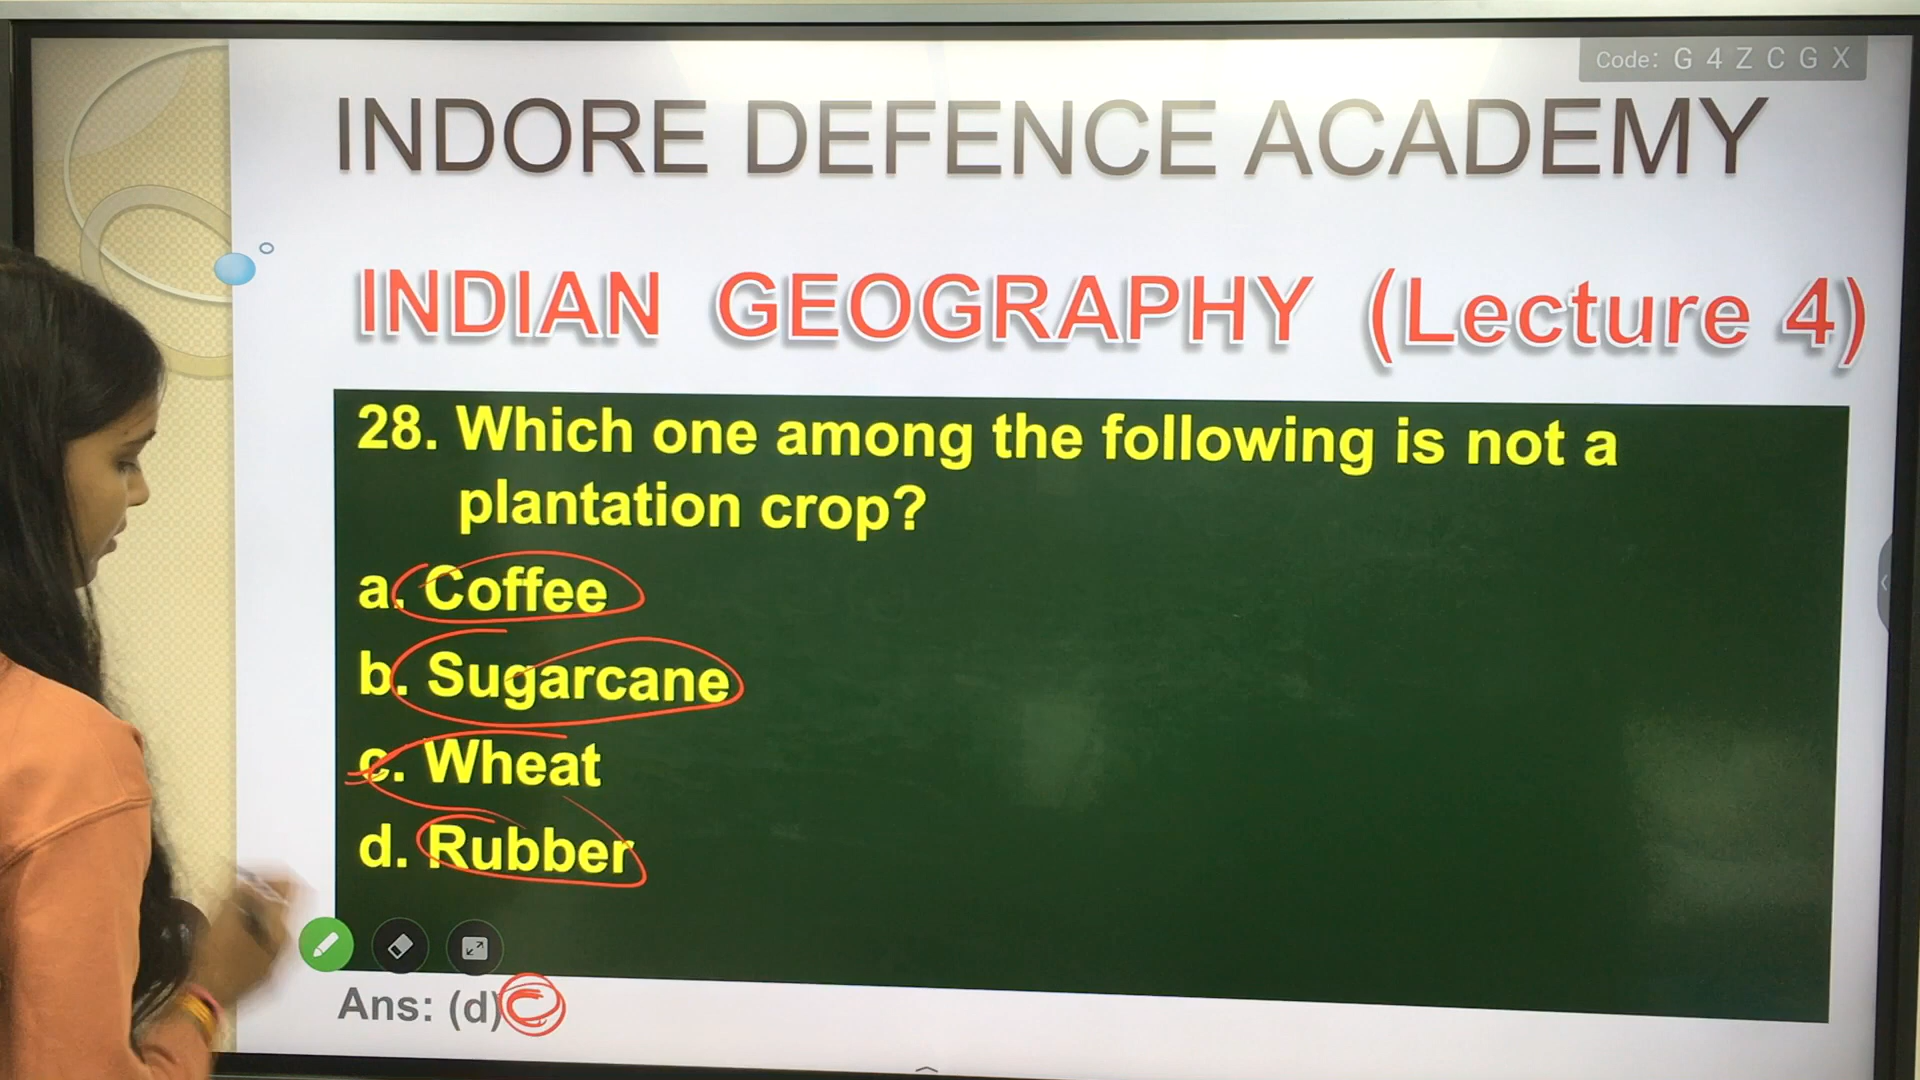 Code: G 4 Z C G X
INDORE DEFENCE ACADEMY
INDIAN GEOGRAPHY (Lecture 4)
28. Which one among the following is not a
plantation crop?
a. Coffee
b. Sugarcane
c. Wheat
d. Rubber
Ans: (d) C